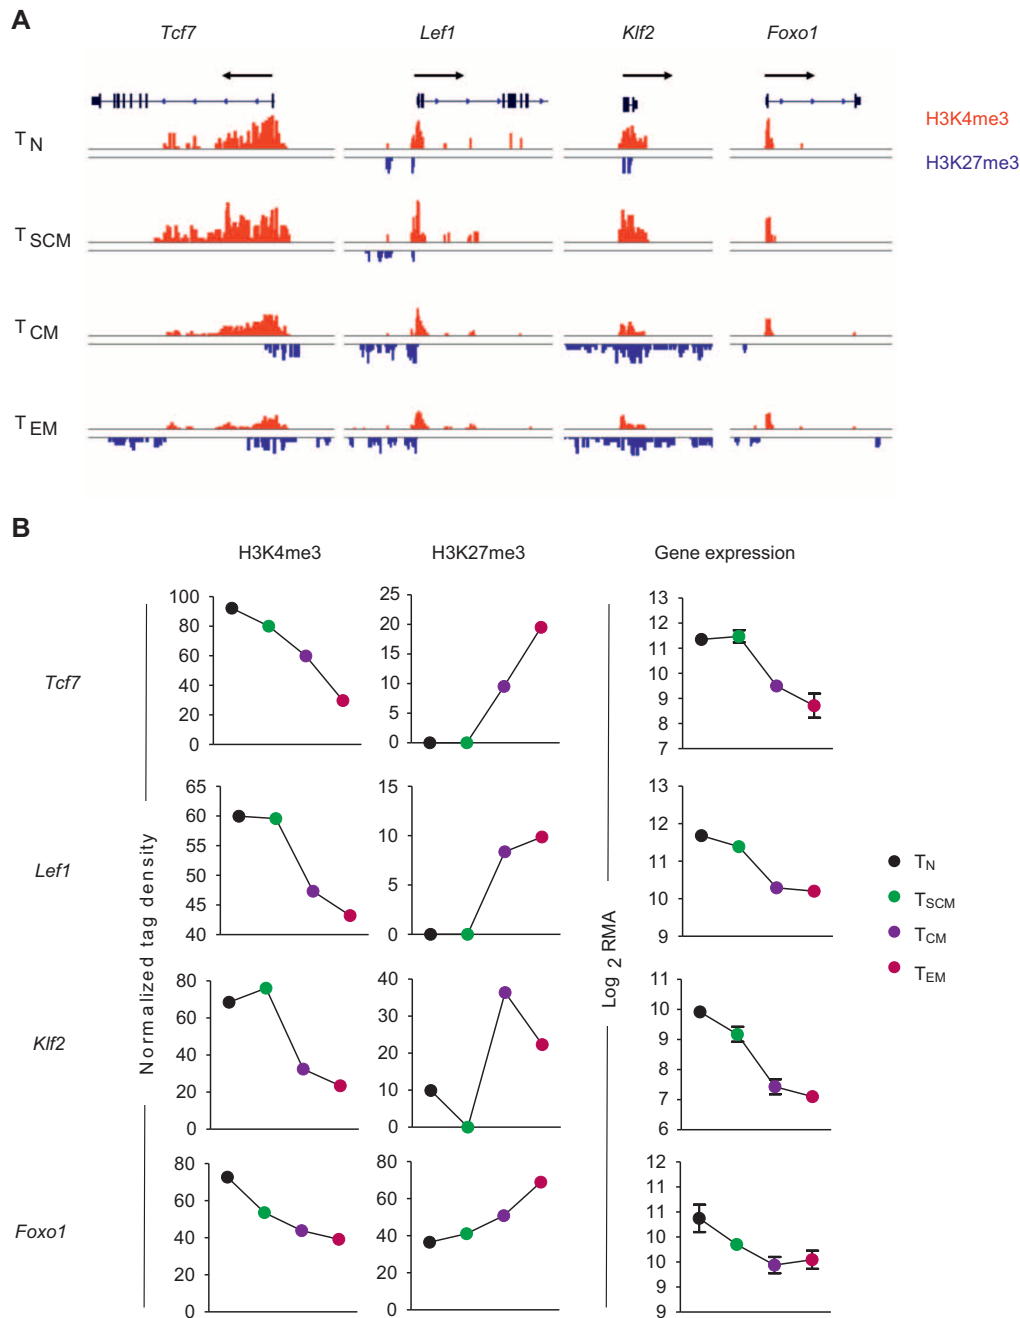 A
Tcf7 Lef1 Klf2 Foxo1
H3K4me3
H3K27me3
TN
TSCM
TCM
TEM
B
H3K4me3 H3K27me3 Gene expression
Normalized tag density
Log 2 RMA
Tcf7
100 80 60 40 20 0
25 20 15 10 5 0
13 12 11 10 9 8 7
Lef1
65 60 55 50 45 40
15 10 5 0
13 12 11 10 9
TN
TSCM
TCM
TEM
Klf2
80 60 40 20 0
40 30 20 10 0
11 10 9 8 7 6
Foxo1
80 60 40 20 0
80 60 40 20 0
12 11 11 10 10 9 9